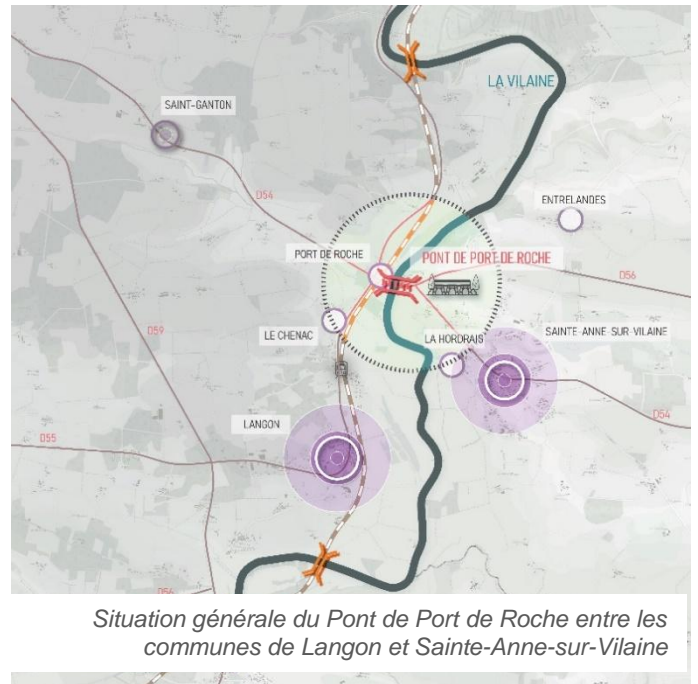 LA VILAINE
SAINT-GANTON
D54
ENTRELANDES
PORT DE ROCHE
PONT DE PORT DE ROCHE
D56
D59
LE CHENAC
LA HORDRAIS
SAINTE-ANNE-SUR-VILAINE
LANGON
D54
D55
D56
Situation générale du Pont de Port de Roche entre les
communes de Langon et Sainte-Anne-sur-Vilaine